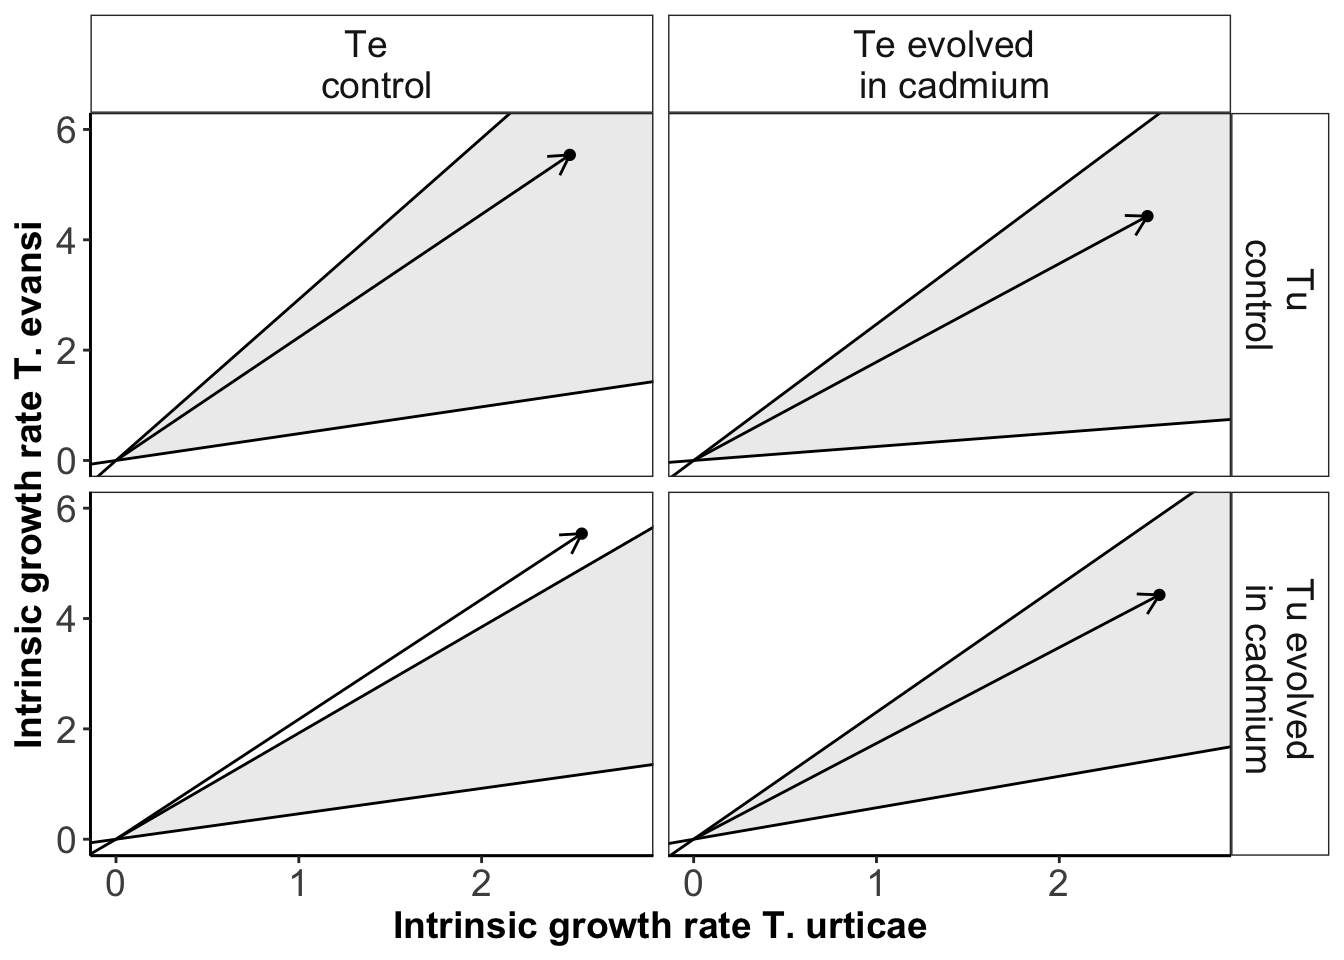 Te
control
Te evolved
in cadmium
Intrinsic growth rate T. evansi
6
4
2
0
Tu
control
6
4
2
0
Tu evolved
in cadmium
0
1
2
0
1
2
Intrinsic growth rate T. urticae